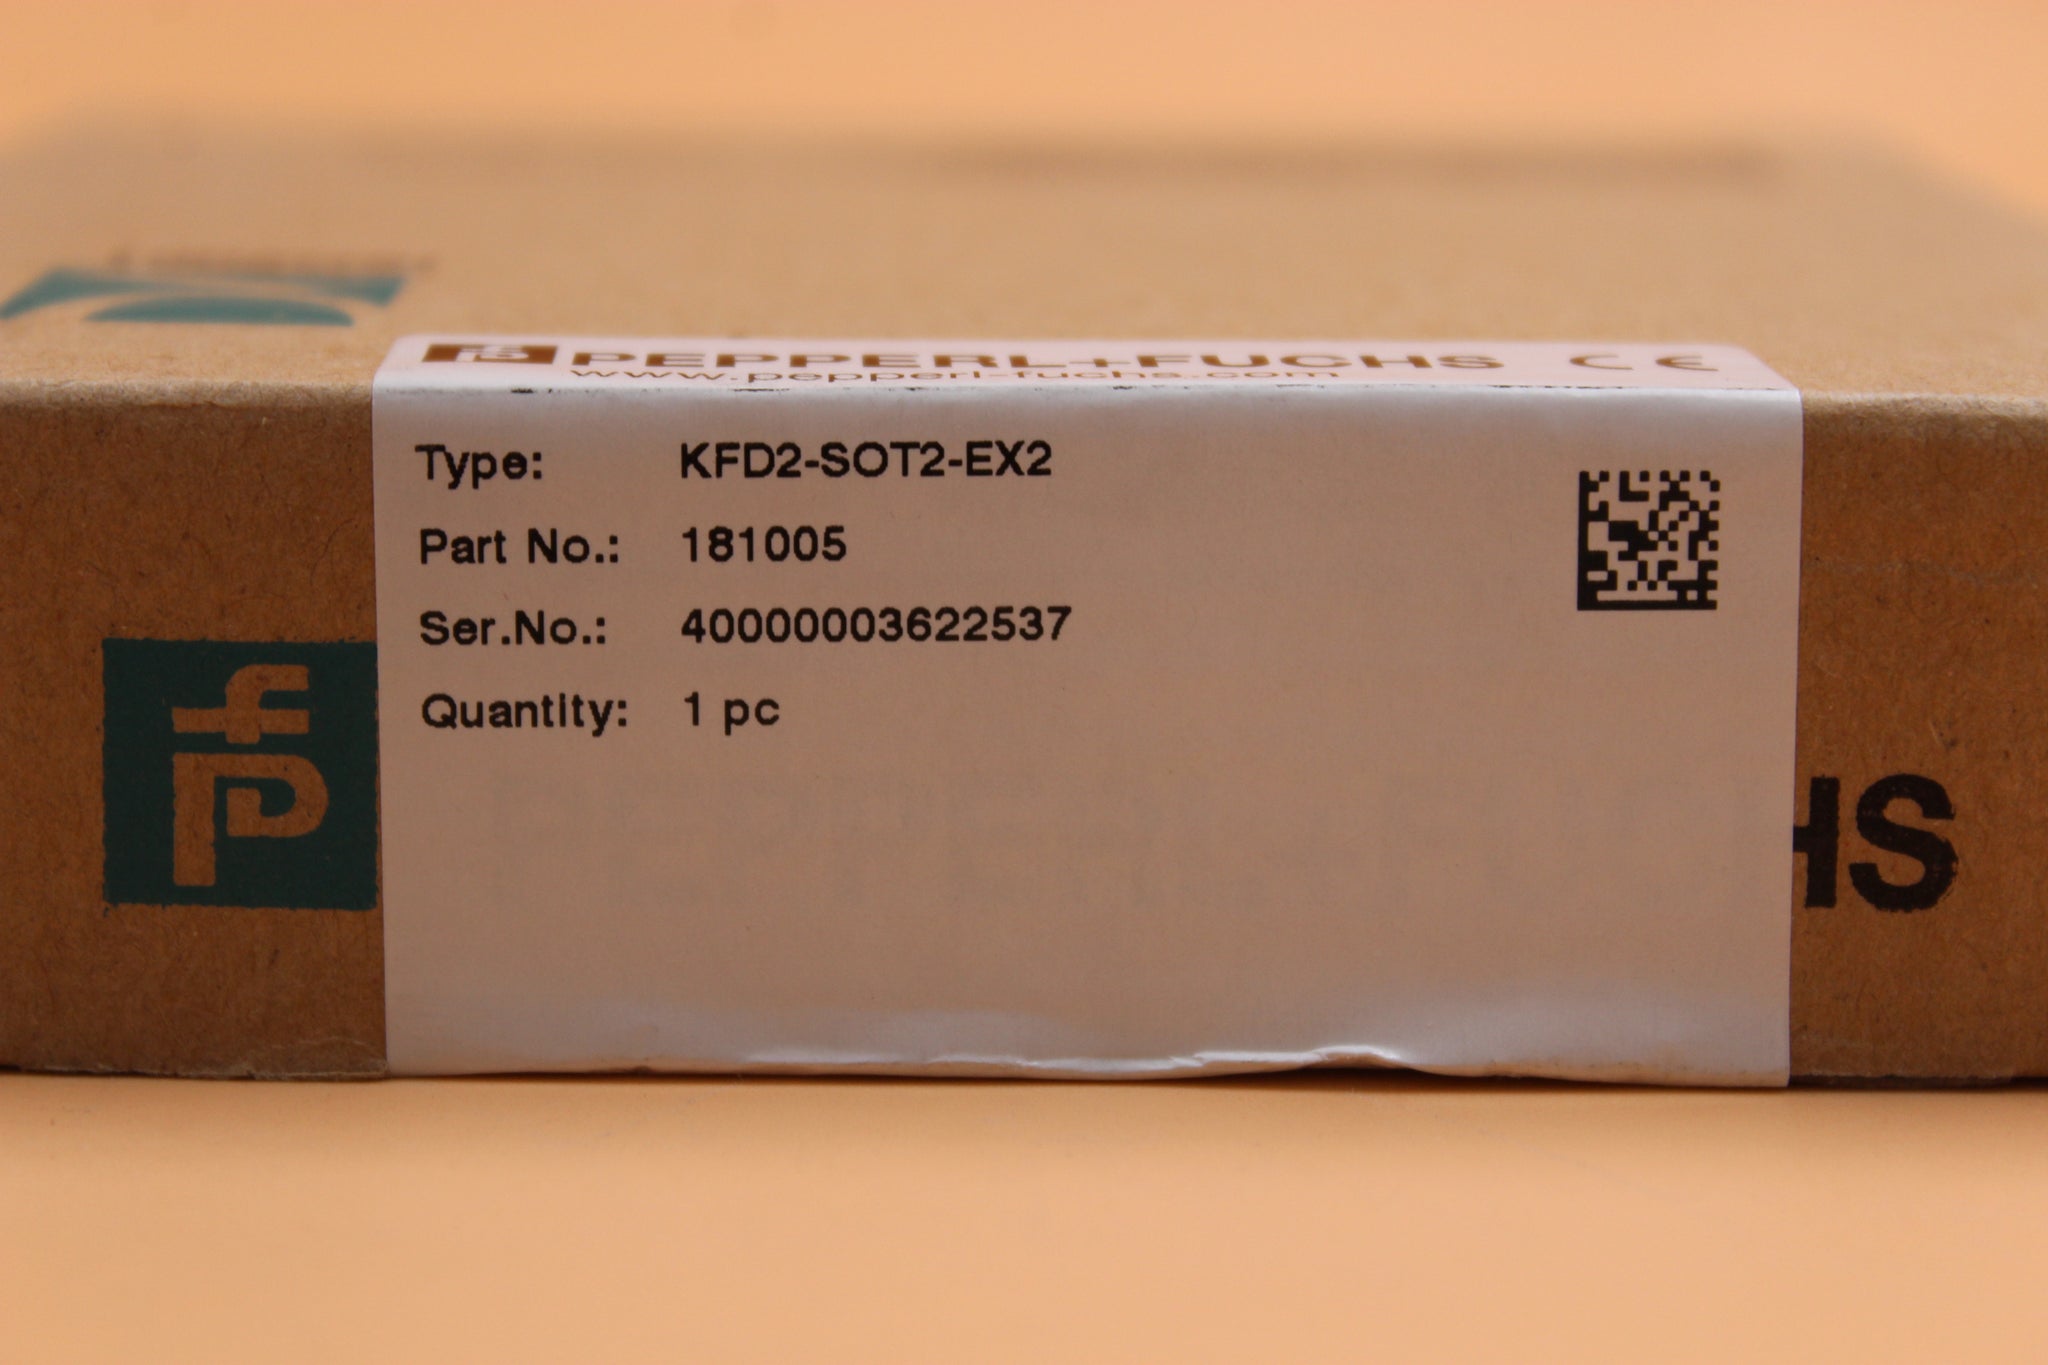 PEPPERL+FUCHS CE
www.pepperl-fuchs.com
Type: KFD2-SOT2-EX2
Part No.: 181005
Ser.No.: 40000003622537
Quantity: 1 pc
HS